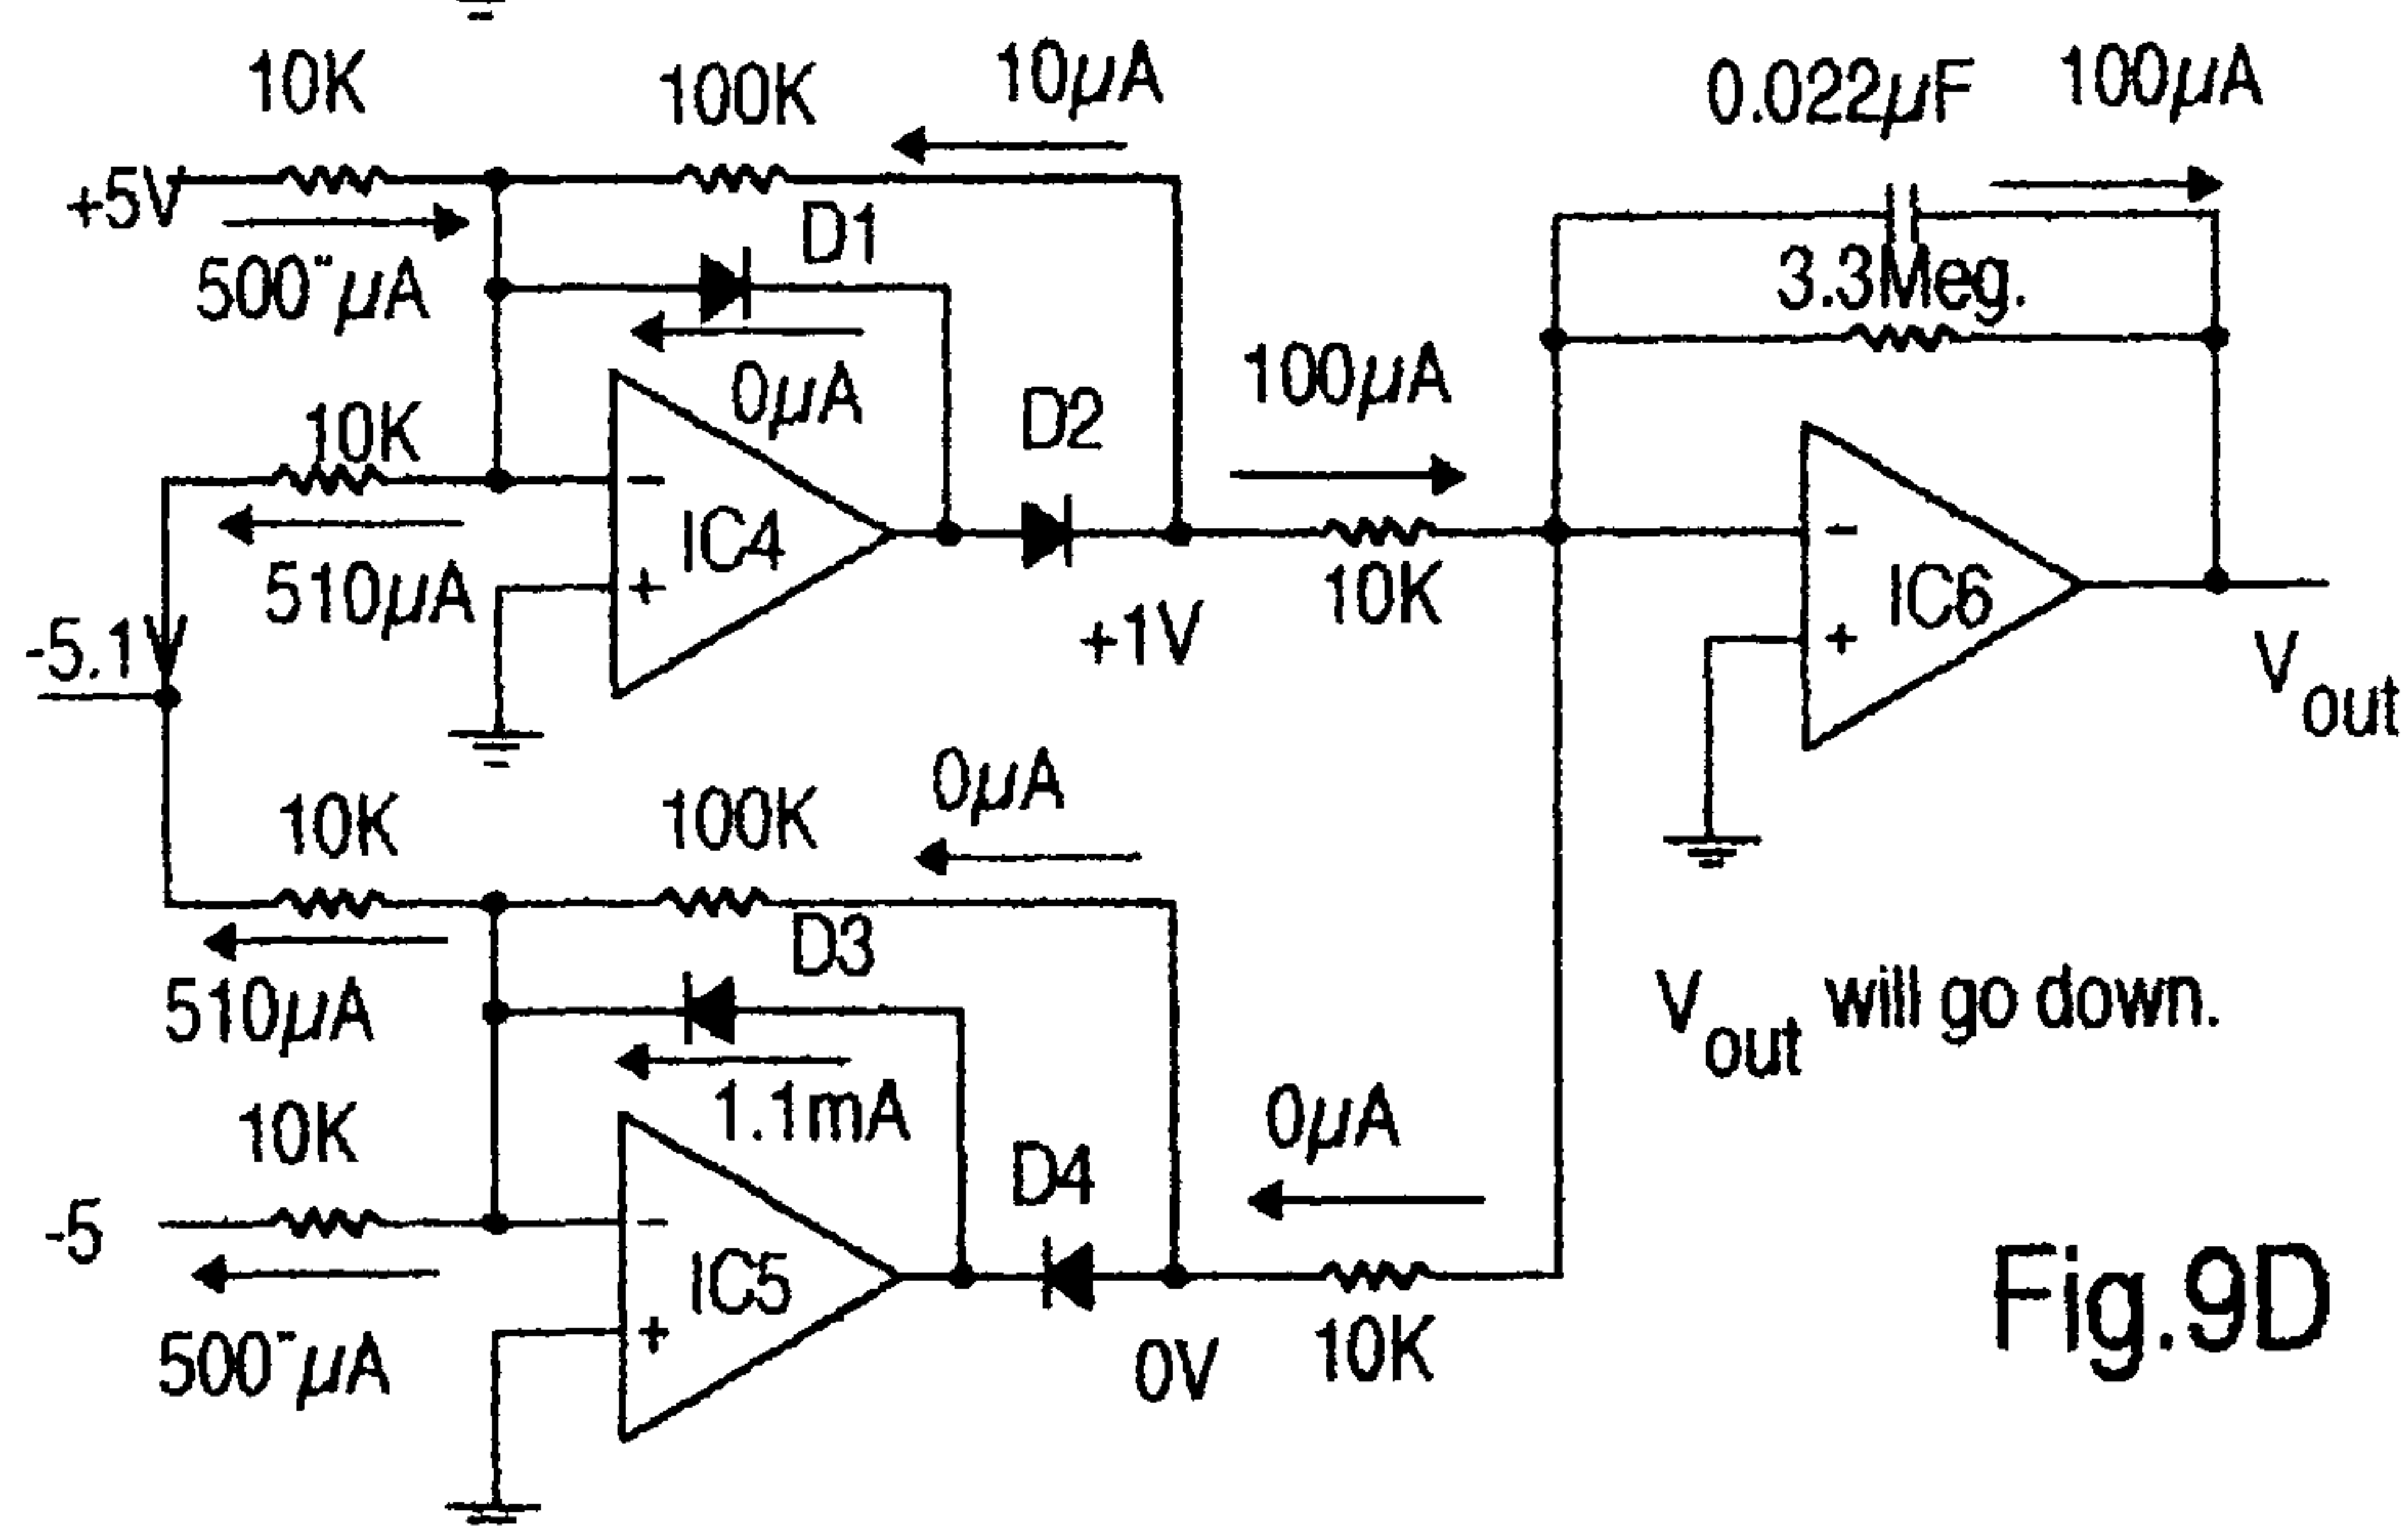 10K
100K
10µA
0.022µF
100µA
+5V
500 µA
D1
3.3Meg.
0µA
100µA
D2
10K
-
IC4
+
510µA
-5.1V
+1V
10K
-
IC6
+
V out
10K
100K
0µA
510µA
D3
1.1mA
10K
0µA
D4
-5
-
IC5
+
500 µA
0V
10K
V out will go down.
Fig.9D